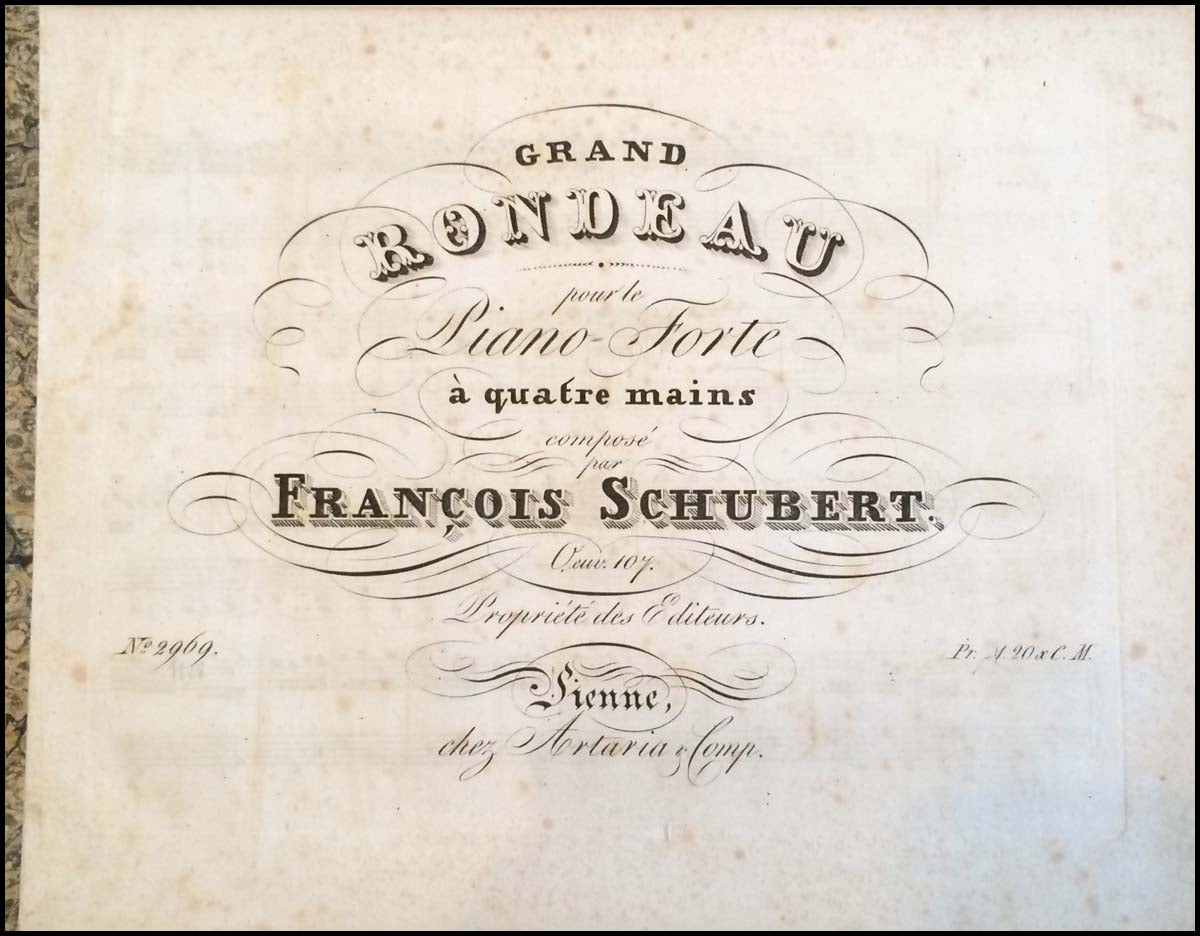 GRAND
RONDEAU
pour le
Piano-Forte
à quatre mains
composé
par
FRANÇOIS SCHUBERT.
Oeuv. 107.
Propriété des Editeurs.
No 2969.
Pr. 20 x C. M.
Vienne,
chez Artaria & Comp.